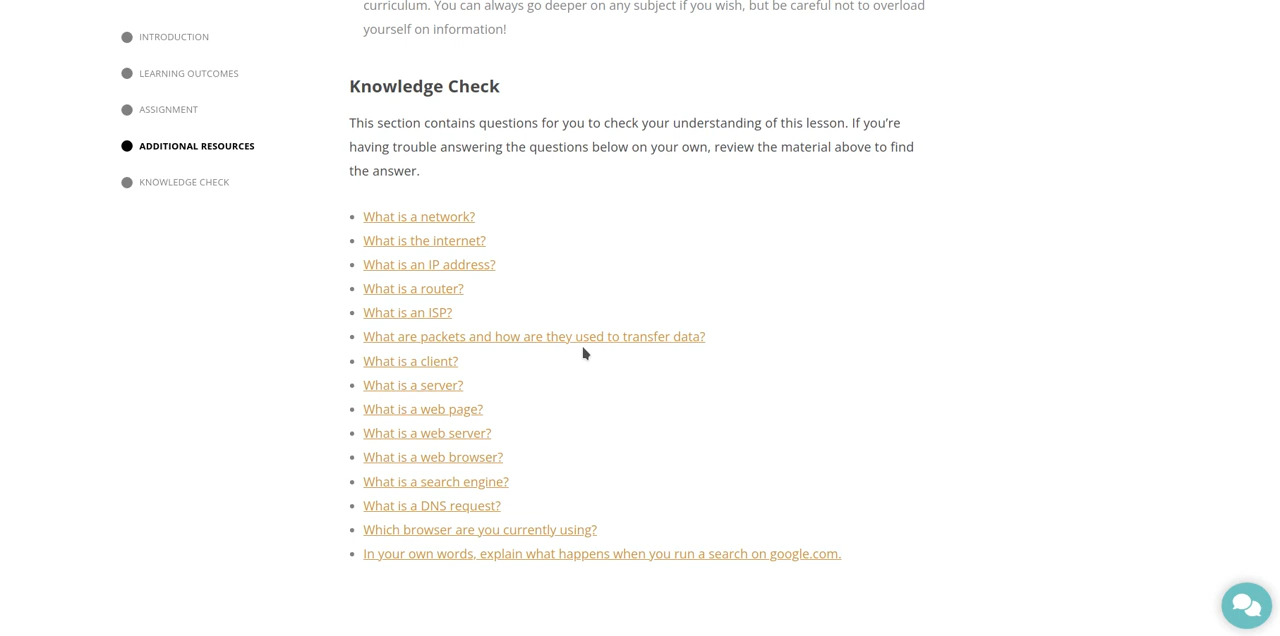 curriculum. You can always go deeper on any subject if you wish, but be careful not to overload
yourself on information!
INTRODUCTION
LEARNING OUTCOMES
ASSIGNMENT
ADDITIONAL RESOURCES
KNOWLEDGE CHECK
Knowledge Check
This section contains questions for you to check your understanding of this lesson. If you're
having trouble answering the questions below on your own, review the material above to find
the answer.
What is a network?
What is the internet?
What is an IP address?
What is a router?
What is an ISP?
What are packets and how are they used to transfer data?
What is a client?
What is a server?
What is a web page?
What is a web server?
What is a web browser?
What is a search engine?
What is a DNS request?
Which browser are you currently using?
In your own words, explain what happens when you run a search on google.com.